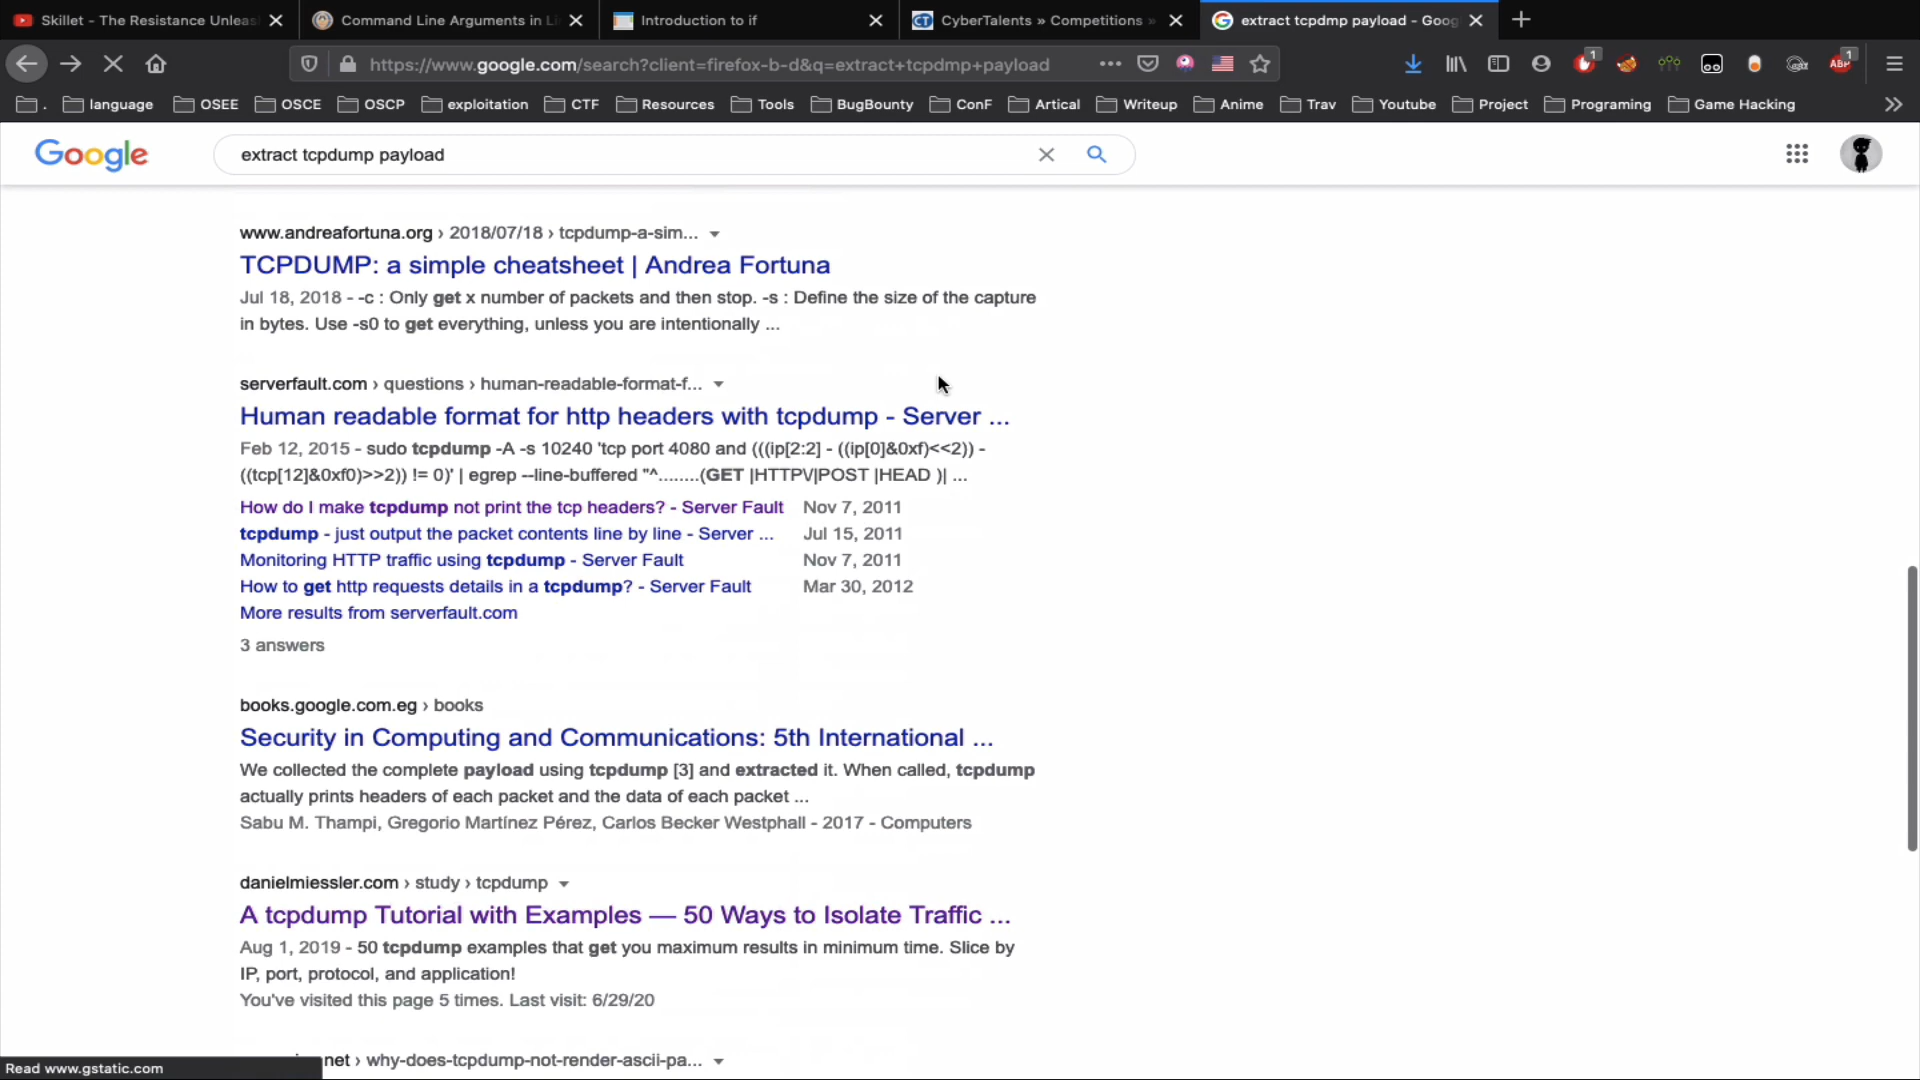 Skillet - The Resistance Unleas
Command Line Arguments in Li
Introduction to if
CyberTalents » Competitions »
extract tcpdmp payload - Goog
https://www.google.com/search?client=firefox-b-d&q=extract+tcpdmp+payload
1
ABP
1
.
language
OSEE
OSCE
OSCP
exploitation
CTF
Resources
Tools
BugBounty
ConF
Artical
Writeup
Anime
Trav
Youtube
Project
Programing
Game Hacking
Google
extract tcpdump payload
www.andreafortuna.org › 2018/07/18 › tcpdump-a-sim...
TCPDUMP: a simple cheatsheet | Andrea Fortuna
Jul 18, 2018 - -c : Only get x number of packets and then stop. -s : Define the size of the capture
in bytes. Use -s0 to get everything, unless you are intentionally ...
serverfault.com › questions › human-readable-format-f...
Human readable format for http headers with tcpdump - Server ...
Feb 12, 2015 - sudo tcpdump -A -s 10240 'tcp port 4080 and (((ip[2:2] - ((ip[0]&0xf)<<2)) -
((tcp[12]&0xf0)>>2)) != 0)' | egrep --line-buffered "^........(GET |HTTP\/|POST |HEAD )| ...
How do I make tcpdump not print the tcp headers? - Server Fault Nov 7, 2011
tcpdump - just output the packet contents line by line - Server ... Jul 15, 2011
Monitoring HTTP traffic using tcpdump - Server Fault Nov 7, 2011
How to get http requests details in a tcpdump? - Server Fault Mar 30, 2012
More results from serverfault.com
3 answers
books.google.com.eg › books
Security in Computing and Communications: 5th International ...
We collected the complete payload using tcpdump [3] and extracted it. When called, tcpdump
actually prints headers of each packet and the data of each packet ...
Sabu M. Thampi, Gregorio Martínez Pérez, Carlos Becker Westphall - 2017 - Computers
danielmiessler.com › study › tcpdump
A tcpdump Tutorial with Examples — 50 Ways to Isolate Traffic ...
Aug 1, 2019 - 50 tcpdump examples that get you maximum results in minimum time. Slice by
IP, port, protocol, and application!
You've visited this page 5 times. Last visit: 6/29/20
net › why-does-tcpdump-not-render-ascii-pa...
Read www.gstatic.com